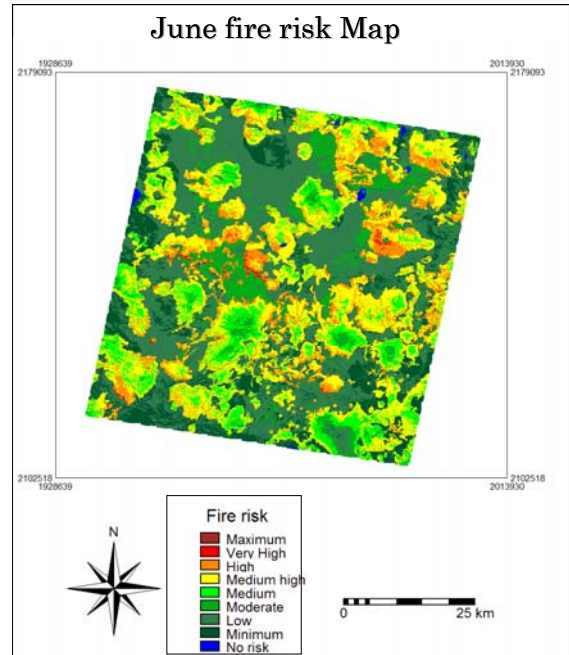 June fire risk Map
1928639 2013930
2179093 2179093
2102518 2102518
1928639 2013930
N
Fire risk
Maximum
Very High
High
Medium high
Medium
Moderate
Low
Minimum
No risk
0 25 km